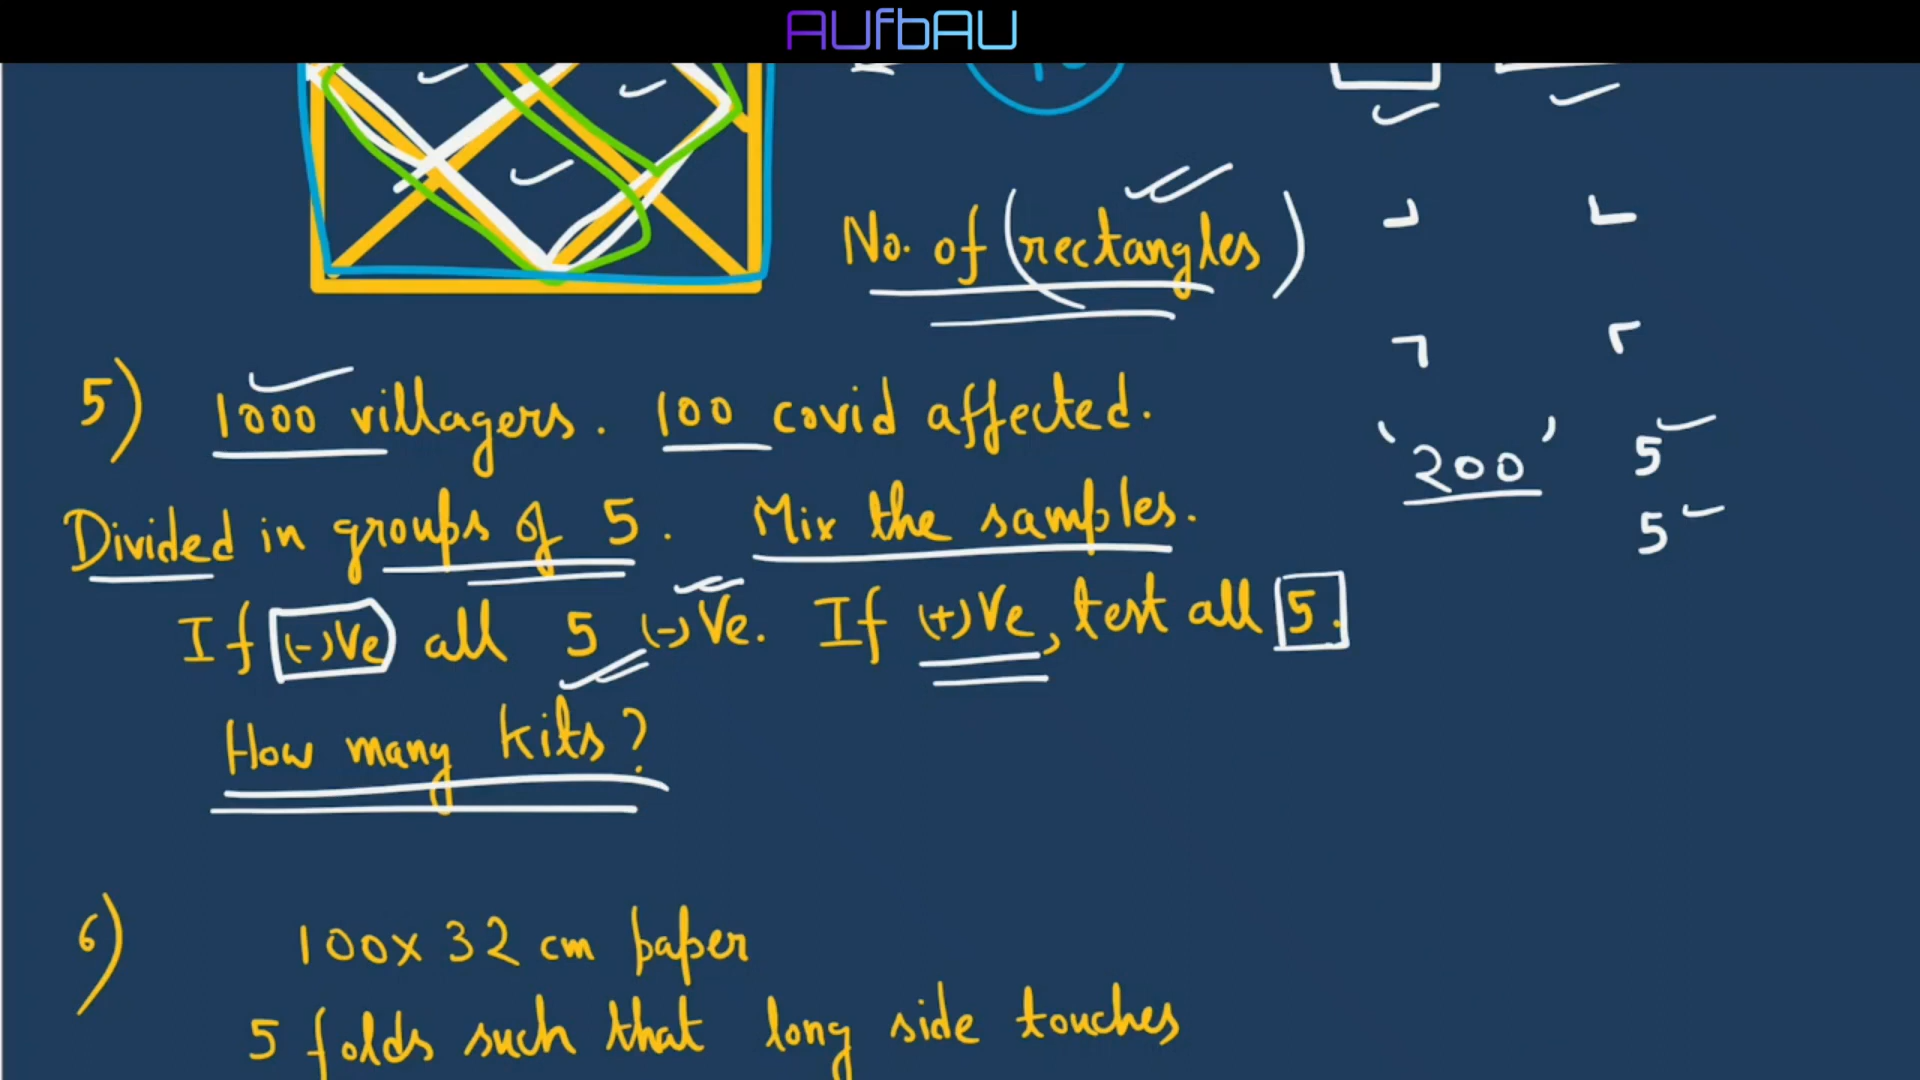 AUfbAU
No. of (rectangles)
5) 1000 villagers. 100 covid affected.
'200' 5
Divided in groups of 5. Mix the samples.
5
If (-)Ve all 5 (-)Ve. If (+)Ve, test all 5.
How many kits?
6) 100x 32 cm paper
5 folds such that long side touches